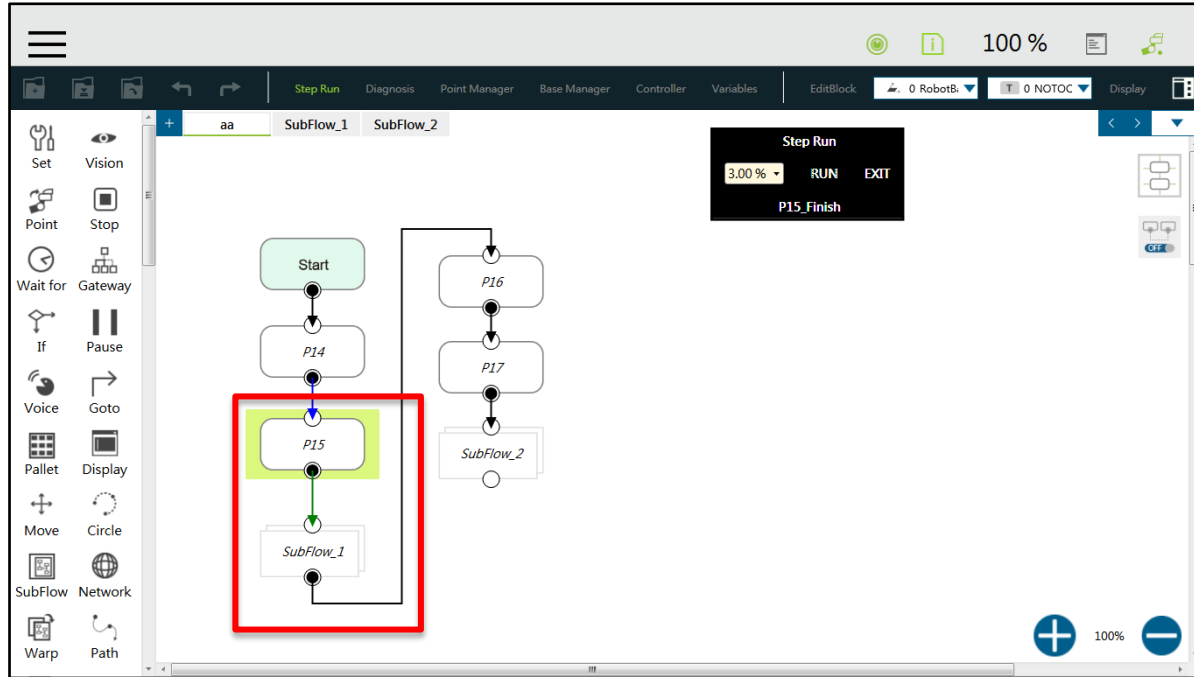 100 %
Step Run Diagnosis Point Manager Base Manager Controller Variables EditBlock 0 RobotBa T 0 NOTOC Display
+ aa SubFlow_1 SubFlow_2 < >
Set Vision
Point Stop
Wait for Gateway
If Pause
Voice Goto
Pallet Display
Move Circle
SubFlow Network
Warp Path
Step Run
3.00 % RUN EXIT
P15_Finish
OFF
Start
P14
P15
SubFlow_1
P16
P17
SubFlow_2
100%